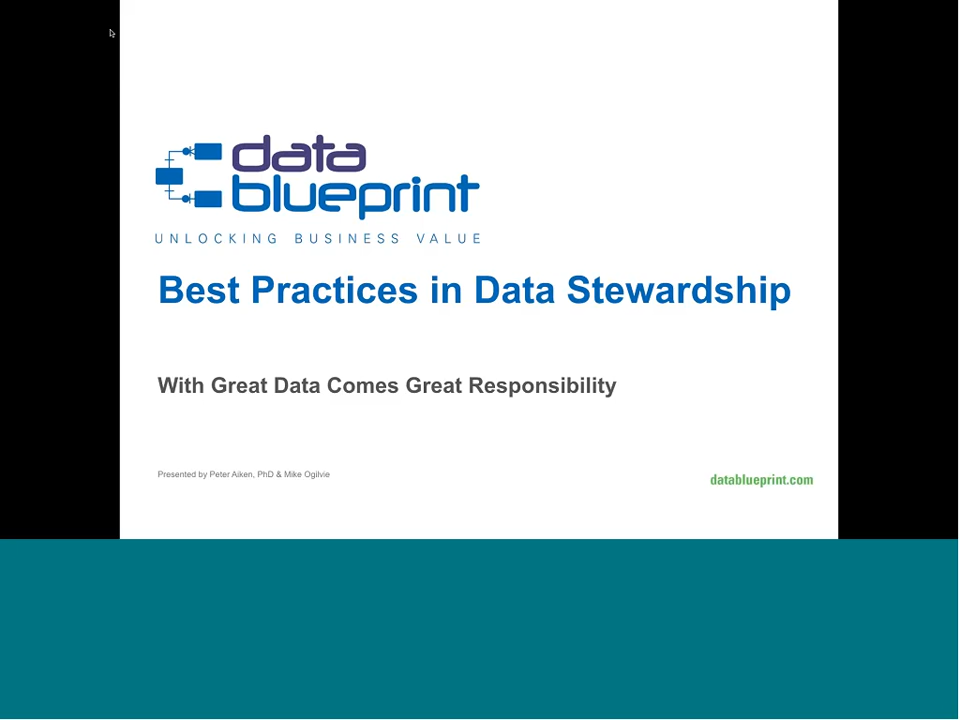 data
blueprint
UNLOCKING BUSINESS VALUE
Best Practices in Data Stewardship
With Great Data Comes Great Responsibility
Presented by Peter Aiken, PhD & Mike Ogilvie
datablueprint.com